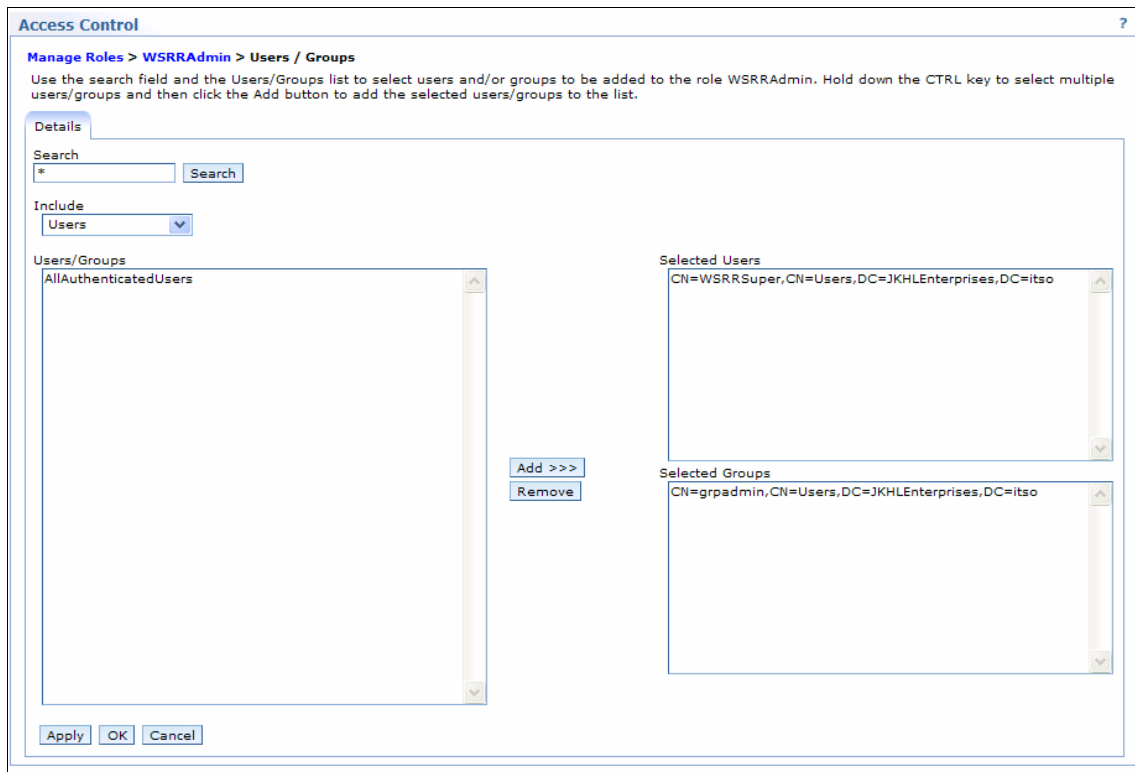 Access Control
?
Manage Roles > WSRRAdmin > Users / Groups
Use the search field and the Users/Groups list to select users and/or groups to be added to the role WSRRAdmin. Hold down the CTRL key to select multiple
users/groups and then click the Add button to add the selected users/groups to the list.
Details
Search
*
Search
Include
Users
Users/Groups
AllAuthenticatedUsers
Add >>>
Remove
Selected Users
CN=WSRRSuper,CN=Users,DC=JKHLEnterprises,DC=itso
Selected Groups
CN=grpadmin,CN=Users,DC=JKHLEnterprises,DC=itso
Apply
OK
Cancel